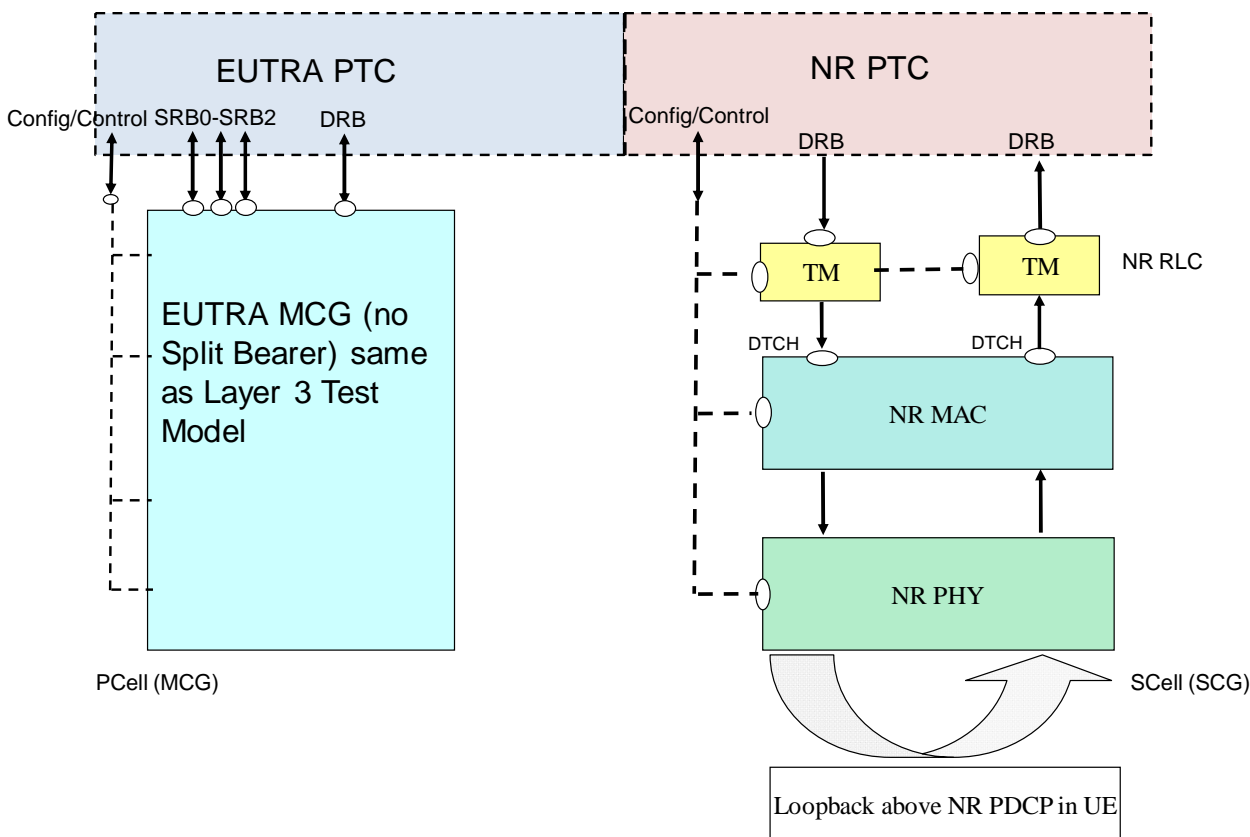 EUTRA PTC
NR PTC
Config/Control
SRB0-SRB2
DRB
Config/Control
DRB
DRB
TM
TM
NR RLC
DTCH
DTCH
EUTRA MCG (no
Split Bearer) same
as Layer 3 Test
Model
NR MAC
NR PHY
PCell (MCG)
SCell (SCG)
Loopback above NR PDCP in UE